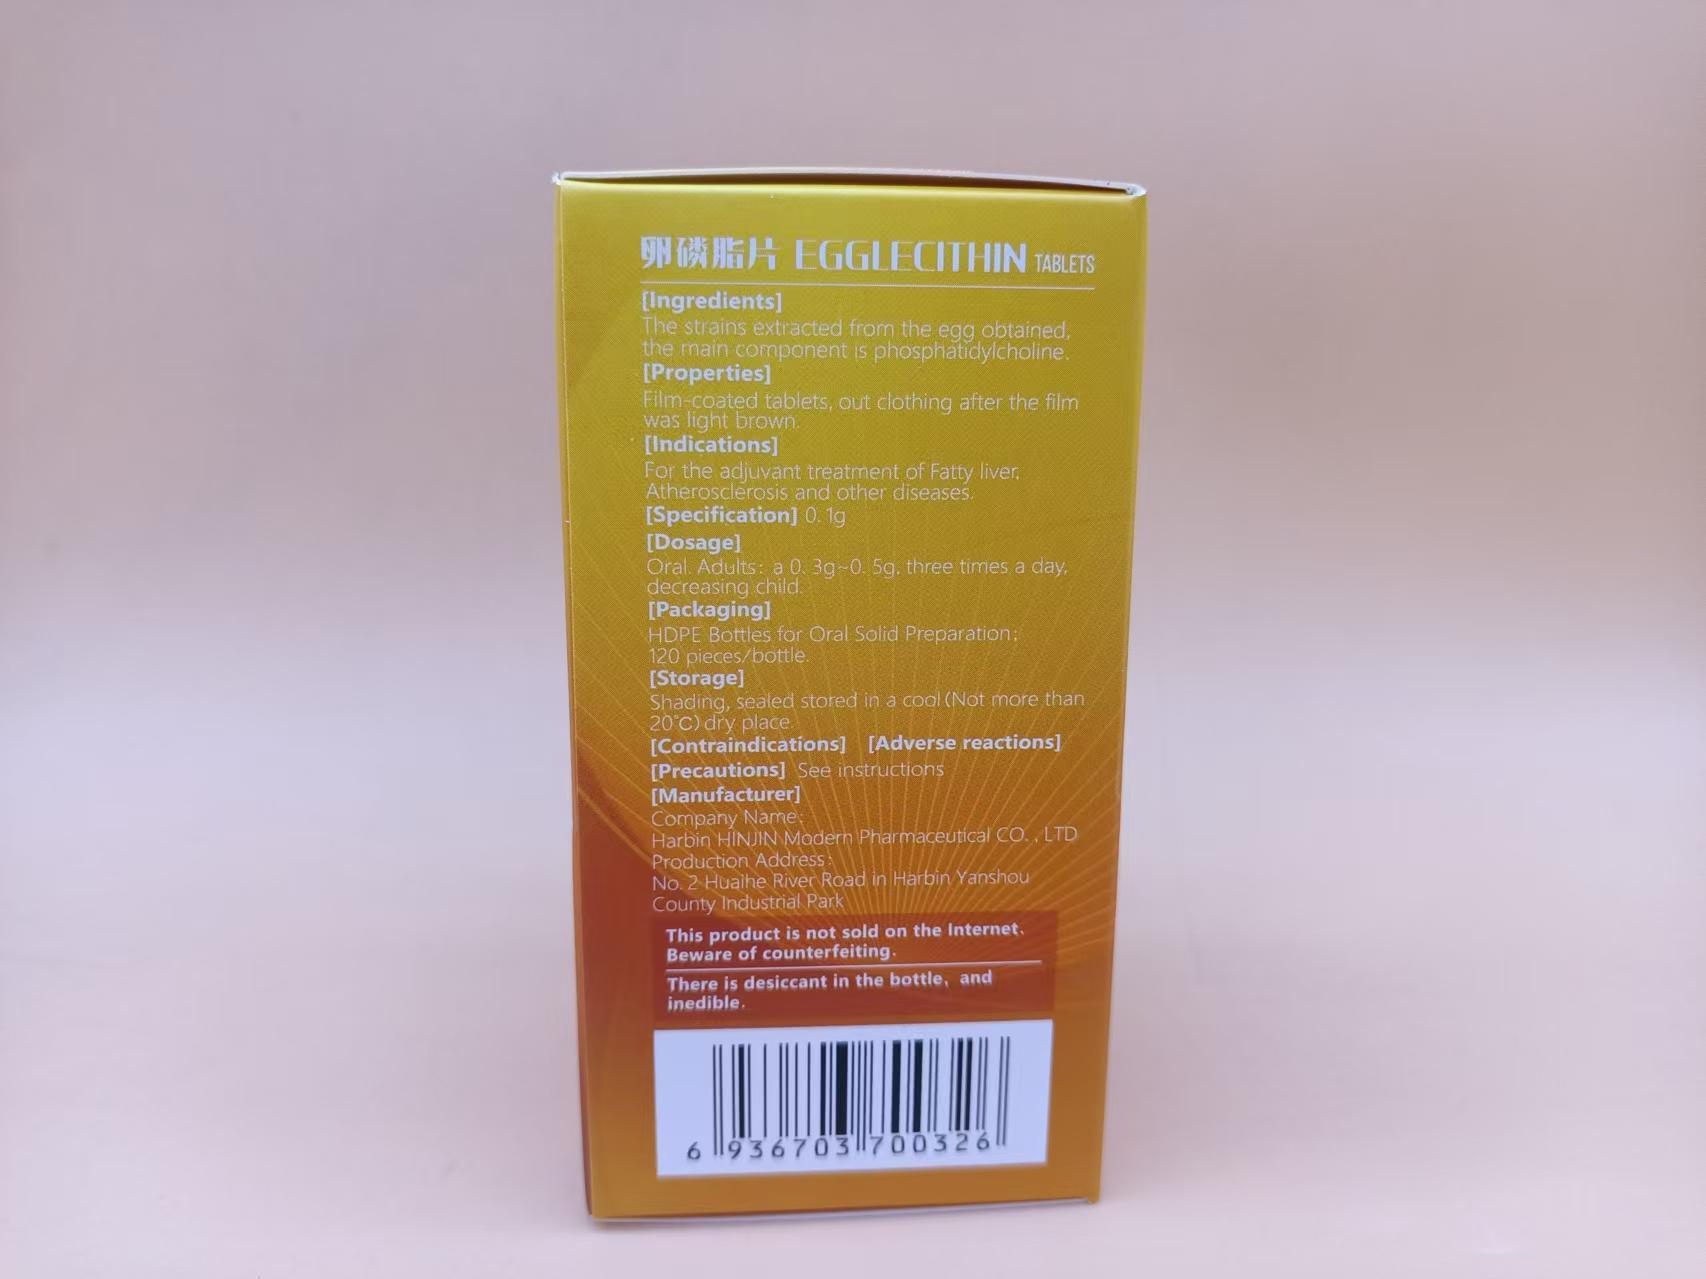 卵磷脂片 EGGLECITHIN TABLETS
[Ingredients]
The strains extracted from the egg obtained,
the main component is phosphatidylcholine.
[Properties]
Film-coated tablets, out clothing after the film
was light brown.
[Indications]
For the adjuvant treatment of Fatty liver,
Atherosclerosis and other diseases.
[Specification] 0.1g
[Dosage]
Oral. Adults: a 0.3g~0.5g, three times a day,
decreasing child.
[Packaging]
HDPE Bottles for Oral Solid Preparation;
120 pieces/bottle.
[Storage]
Shading, sealed stored in a cool (Not more than
20℃) dry place.
[Contraindications] [Adverse reactions]
[Precautions] See instructions
[Manufacturer]
Company Name:
Harbin HINJIN Modern Pharmaceutical CO., LTD
Production Address:
No. 2 Huaihe River Road in Harbin Yanshou
County Industrial Park
This product is not sold on the Internet、
Beware of counterfeiting.
There is desiccant in the bottle, and
inedible.
6 936703 700326